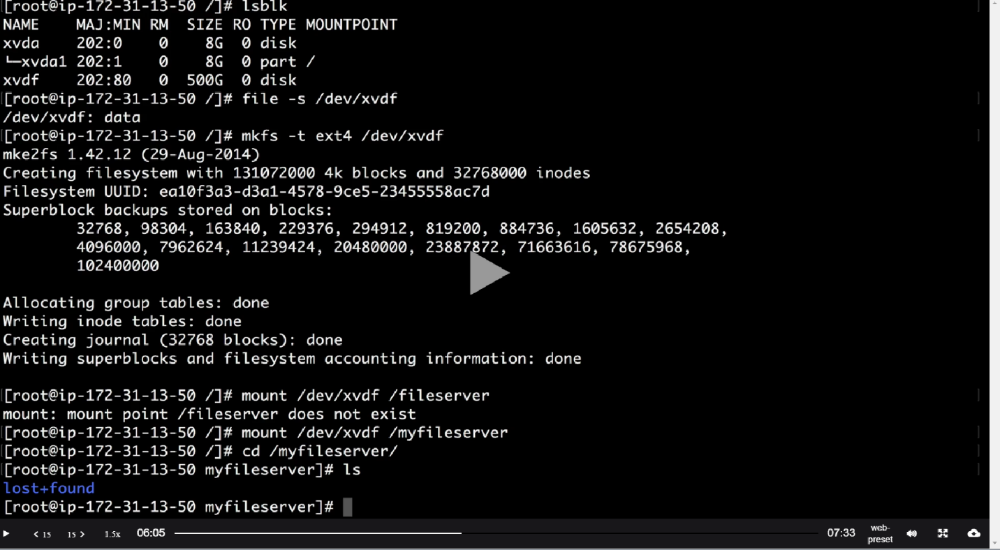 [root@ip-172-31-13-50 /]# lsblk
NAME    MAJ:MIN RM  SIZE RO TYPE MOUNTPOINT
xvda    202:0    0    8G  0 disk
└─xvda1 202:1    0    8G  0 part /
xvdf    202:80   0  500G  0 disk
[root@ip-172-31-13-50 /]# file -s /dev/xvdf
/dev/xvdf: data
[root@ip-172-31-13-50 /]# mkfs -t ext4 /dev/xvdf
mke2fs 1.42.12 (29-Aug-2014)
Creating filesystem with 131072000 4k blocks and 32768000 inodes
Filesystem UUID: ea10f3a3-d3a1-4578-9ce5-23455558ac7d
Superblock backups stored on blocks:
        32768, 98304, 163840, 229376, 294912, 819200, 884736, 1605632, 2654208,
        4096000, 7962624, 11239424, 20480000, 23887872, 71663616, 78675968,
        102400000
Allocating group tables: done
Writing inode tables: done
Creating journal (32768 blocks): done
Writing superblocks and filesystem accounting information: done
[root@ip-172-31-13-50 /]# mount /dev/xvdf /fileserver
mount: mount point /fileserver does not exist
[root@ip-172-31-13-50 /]# mount /dev/xvdf /myfileserver
[root@ip-172-31-13-50 /]# cd /myfileserver/
[root@ip-172-31-13-50 myfileserver]# ls
lost+found
[root@ip-172-31-13-50 myfileserver]#
< 15 15 > 1.5x 06:05 07:33 web-
preset